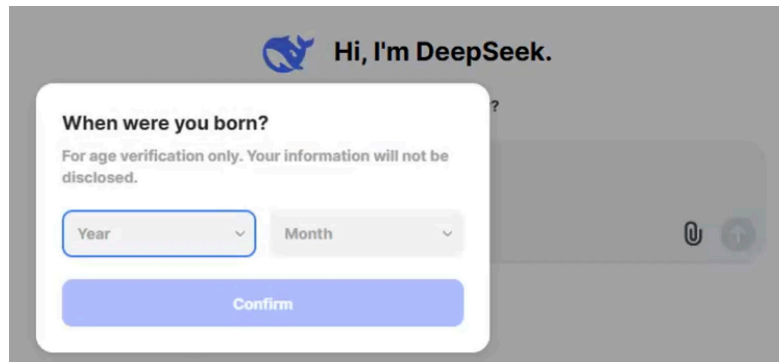 Hi, I'm DeepSeek.
?
When were you born?
For age verification only. Your information will not be
disclosed.
Year Month
Confirm